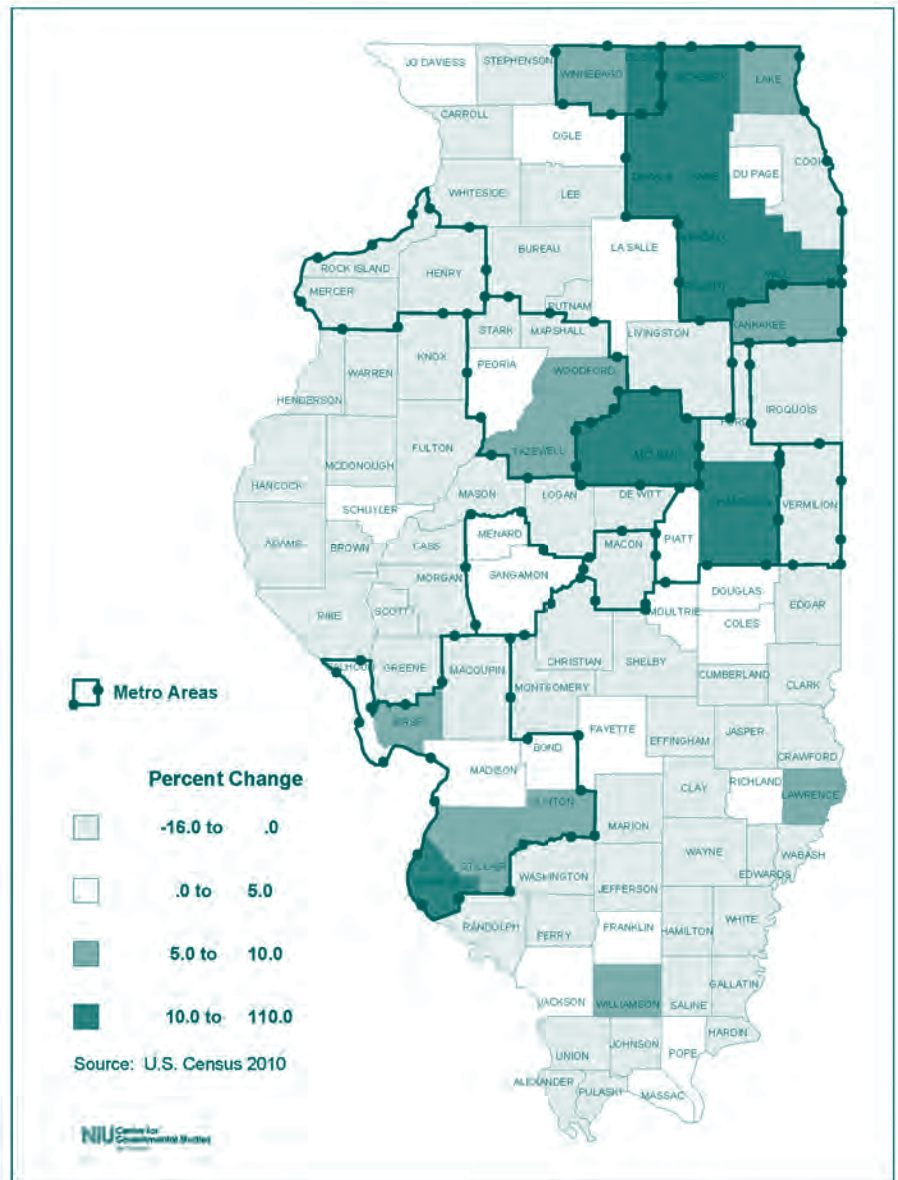 JO DAVIESS
STEPHENSON
WINNEBAGO
LAKE
CARROLL
OGLE
COOK
DU PAGE
WHITESIDE
LEE
BUREAU
LA SALLE
ROCK ISLAND
HENRY
MERCER
PUTNAM
KANKAKEE
STARK
MARSHALL
LIVINGSTON
KNOX
PEORIA
WARREN
WOODFORD
HENDERSON
IROQUOIS
FULTON
TAZEWELL
MCDONOUGH
HANCOCK
MASON
LOGAN
DE WITT
VERMILION
SCHUYLER
MENARD
MACON
PIATT
ADAMS
BROWN
CASS
MORGAN
SANGAMON
DOUGLAS
EDGAR
SCOTT
MOULTRIE
COLES
PIKE
CHRISTIAN
SHELBY
GREENE
MACOUPIN
CUMBERLAND
CLARK
MONTGOMERY
Metro Areas
FAYETTE
EFFINGHAM
JASPER
CRAWFORD
BOND
MADISON
RICHLAND
LAWRENCE
CLAY
Percent Change
-16.0 to .0
.0 to 5.0
5.0 to 10.0
10.0 to 110.0
MARION
WAYNE
WABASH
EDWARDS
WASHINGTON
JEFFERSON
RANDOLPH
PERRY
FRANKLIN
HAMILTON
WHITE
JACKSON
WILLIAMSON
SALINE
GALLATIN
HARDIN
UNION
JOHNSON
POPE
ALEXANDER
PULASKI
MASSAC
Source: U.S. Census 2010
NIU Center for
Governmental Studies